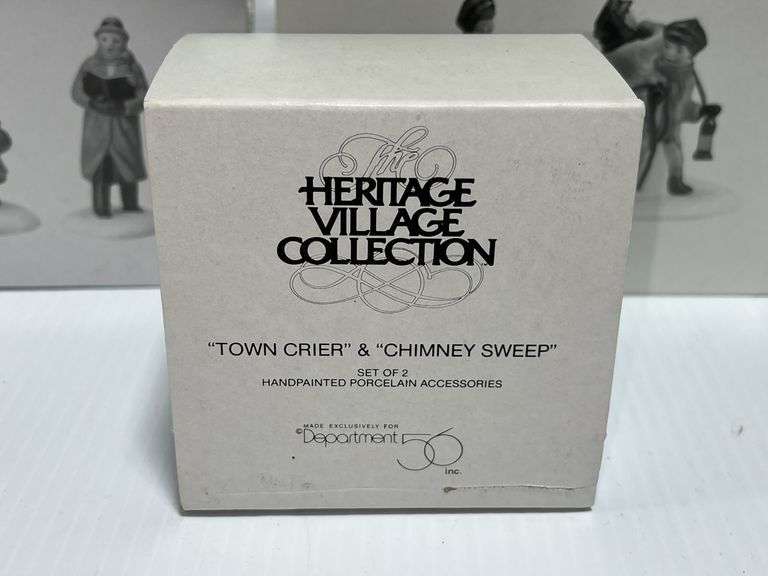 The
HERITAGE
VILLAGE
COLLECTION
"TOWN CRIER" & "CHIMNEY SWEEP"
SET OF 2
HANDPAINTED PORCELAIN ACCESSORIES
MADE EXCLUSIVELY FOR
©Department 56
inc.